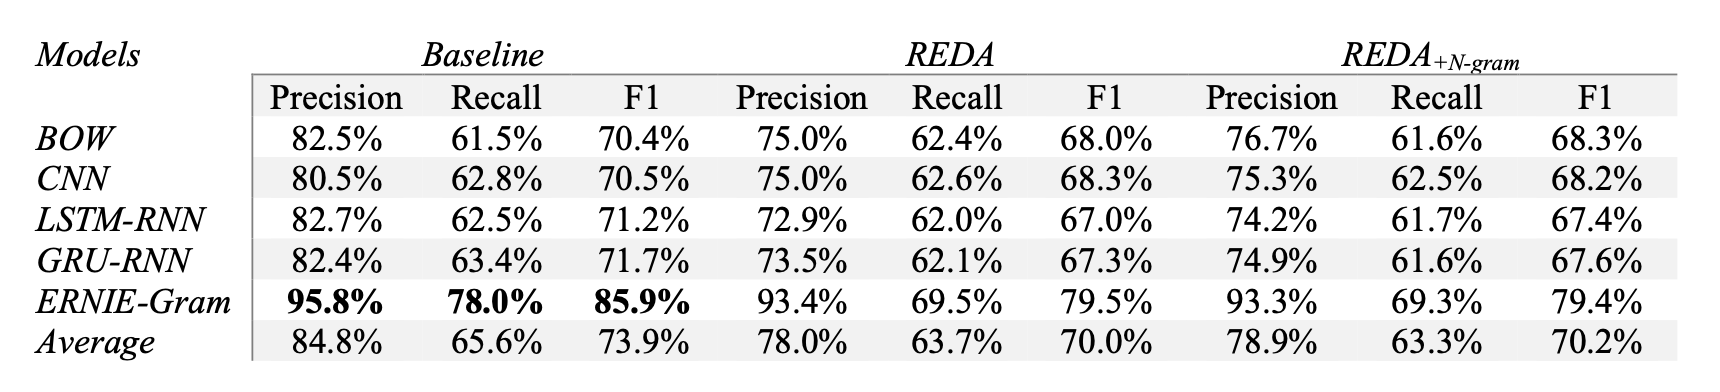 Models Baseline REDA REDA+N-gram
Precision Recall F1 Precision Recall F1 Precision Recall F1
BOW 82.5% 61.5% 70.4% 75.0% 62.4% 68.0% 76.7% 61.6% 68.3%
CNN 80.5% 62.8% 70.5% 75.0% 62.6% 68.3% 75.3% 62.5% 68.2%
LSTM-RNN 82.7% 62.5% 71.2% 72.9% 62.0% 67.0% 74.2% 61.7% 67.4%
GRU-RNN 82.4% 63.4% 71.7% 73.5% 62.1% 67.3% 74.9% 61.6% 67.6%
ERNIE-Gram 95.8% 78.0% 85.9% 93.4% 69.5% 79.5% 93.3% 69.3% 79.4%
Average 84.8% 65.6% 73.9% 78.0% 63.7% 70.0% 78.9% 63.3% 70.2%